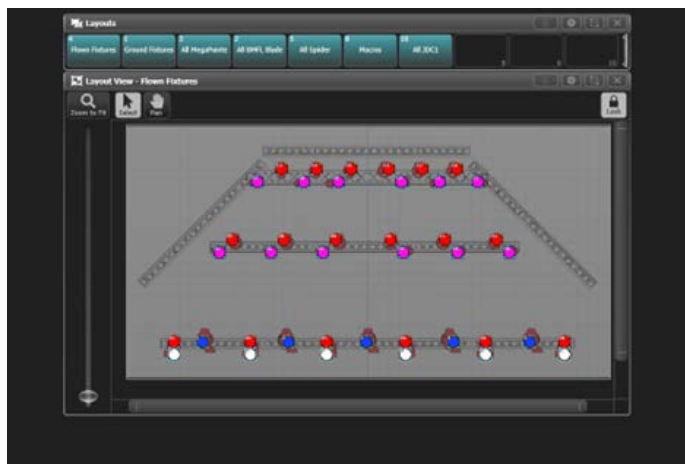 Layouts
Flown Fixtures
Ground Fixtures
All MegaPointe
All BMFL Blade
All Spider
Macros
All JDC1
Layout View - Flown Fixtures
Zoom to Fit
Select
Pan
Lock